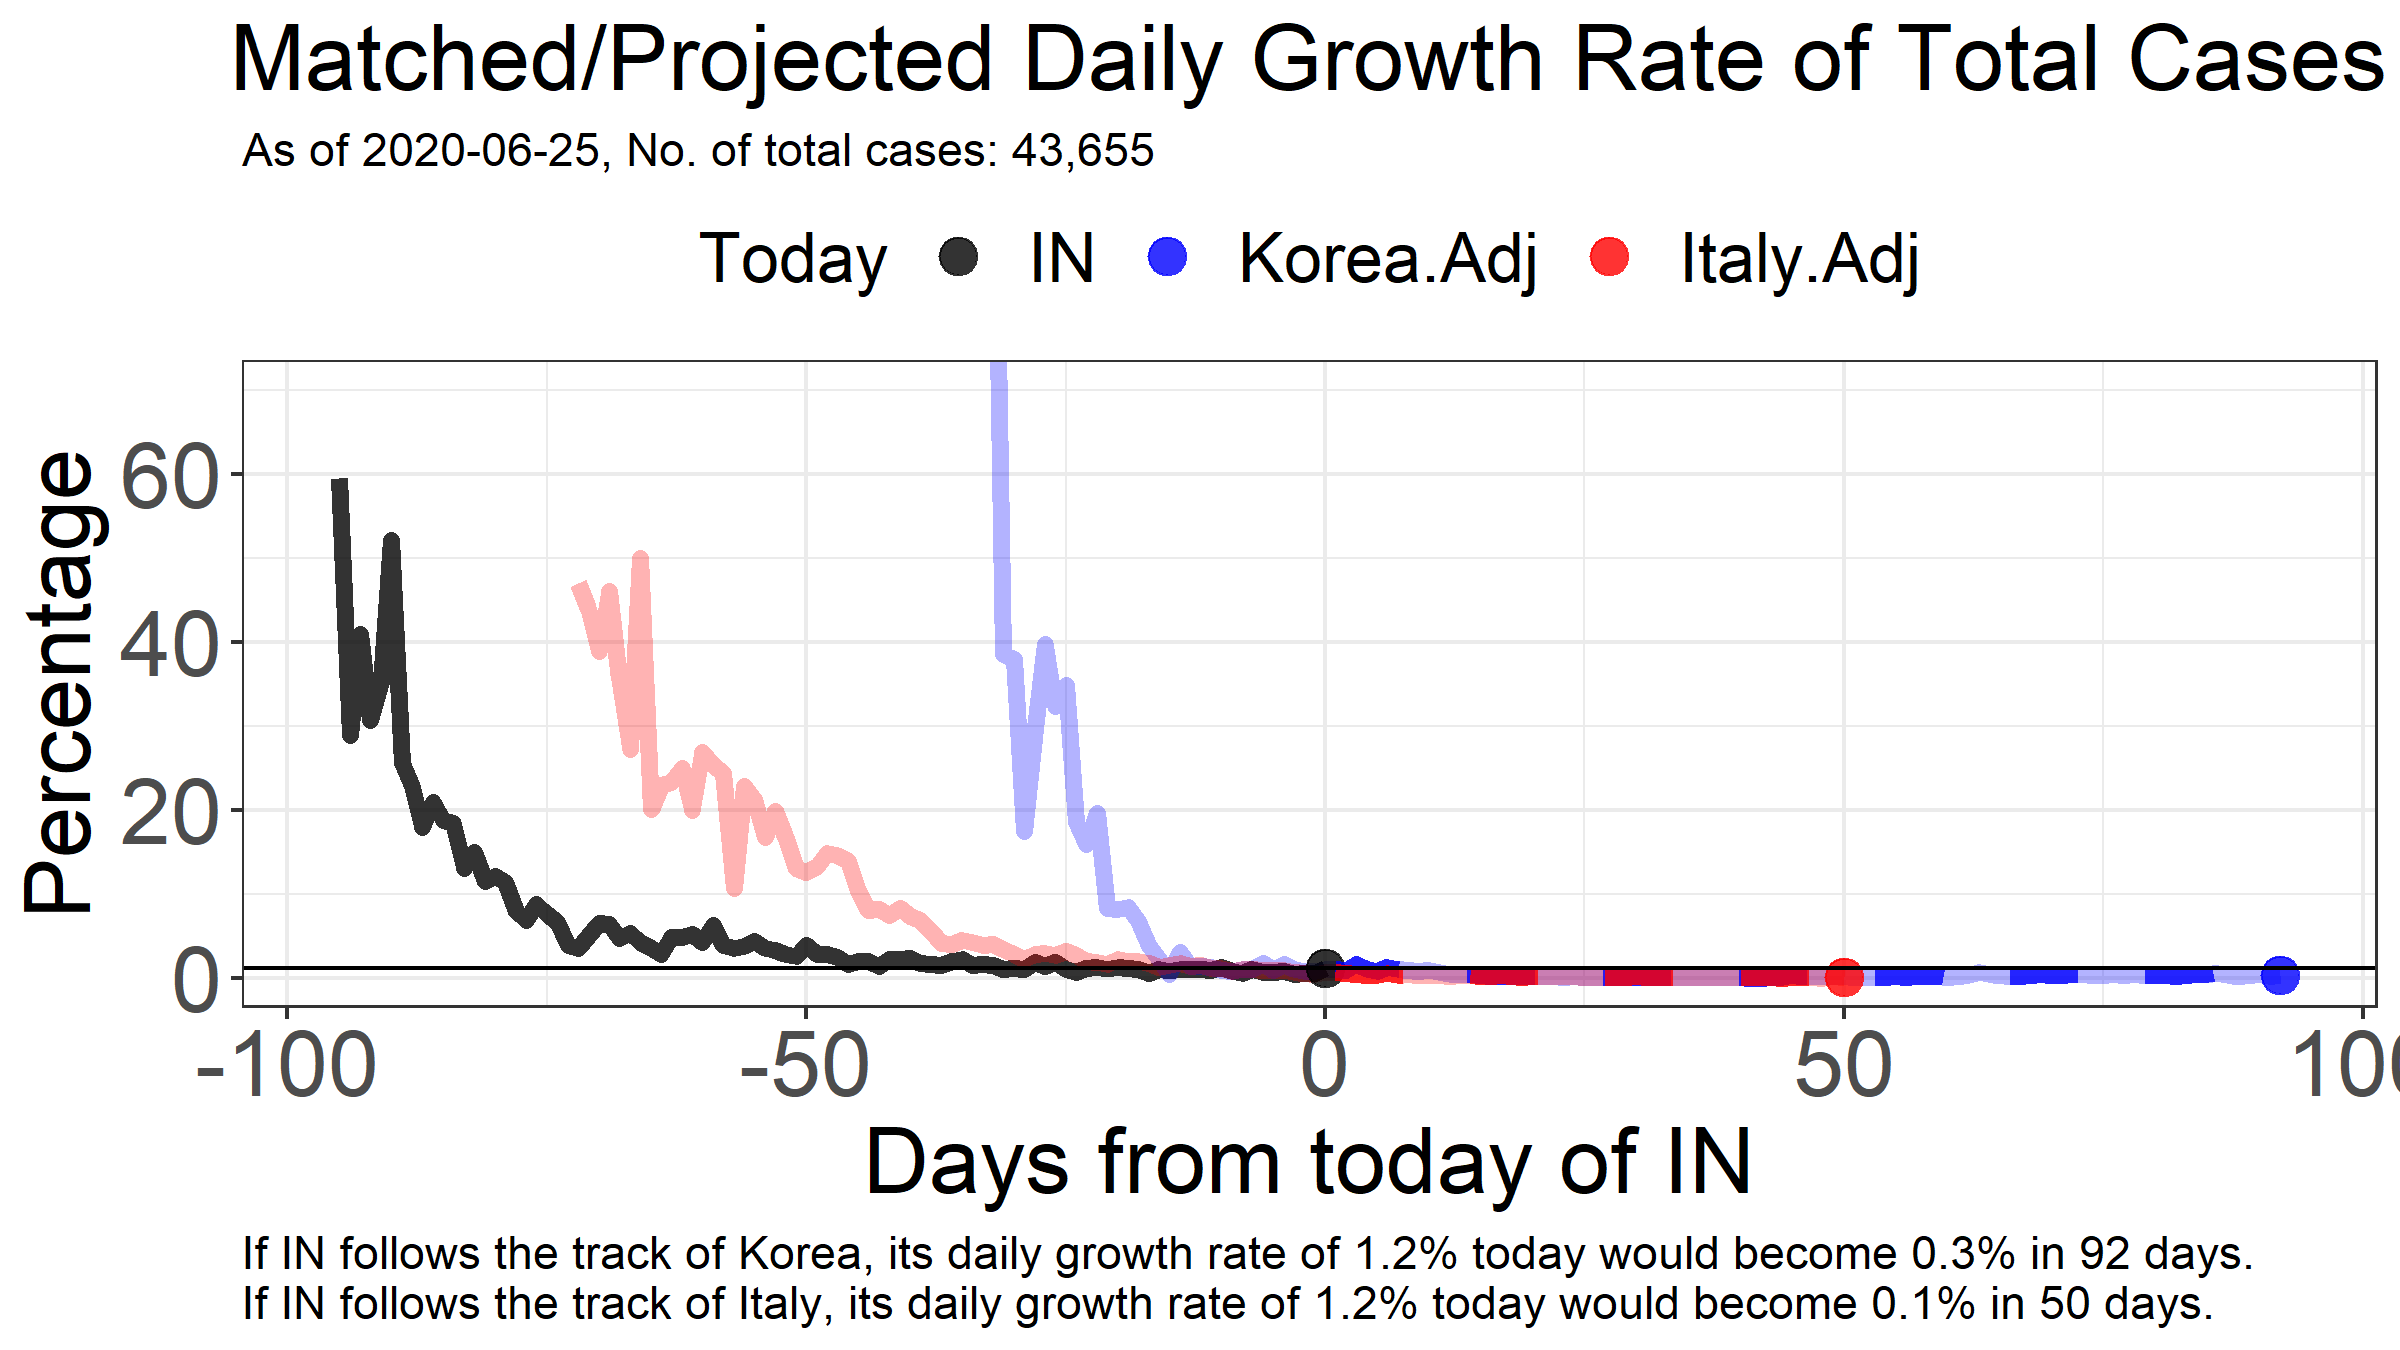 Matched/Projected Daily Growth Rate of Total Cases
As of 2020-06-25, No. of total cases: 43,655
Today IN Korea.Adj Italy.Adj
Percentage
60
40
20
0
-100 -50 0 50 100
Days from today of IN
If IN follows the track of Korea, its daily growth rate of 1.2% today would become 0.3% in 92 days.
If IN follows the track of Italy, its daily growth rate of 1.2% today would become 0.1% in 50 days.